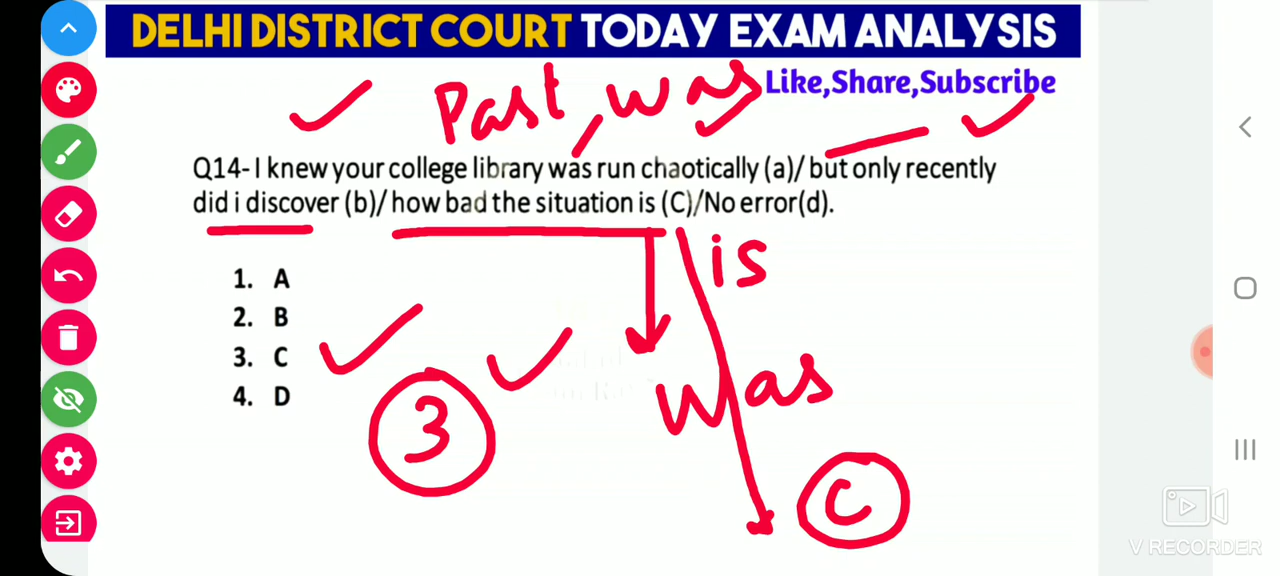 DELHI DISTRICT COURT TODAY EXAM ANALYSIS
Like,Share,Subscribe
Past, was
Q14- I knew your college library was run chaotically (a)/ but only recently
did i discover (b)/ how bad the situation is (C)/No error(d).
is
1. A
2. B
3. C
4. D
was
3
C
V RECORDER